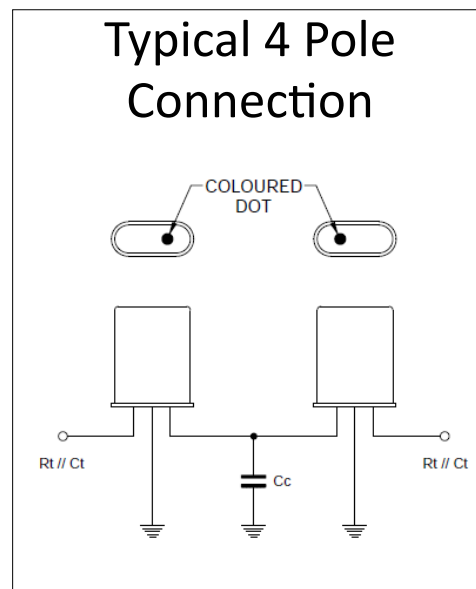 Typical 4 Pole
Connection
COLOURED
DOT
Rt // Ct
Cc
Rt // Ct